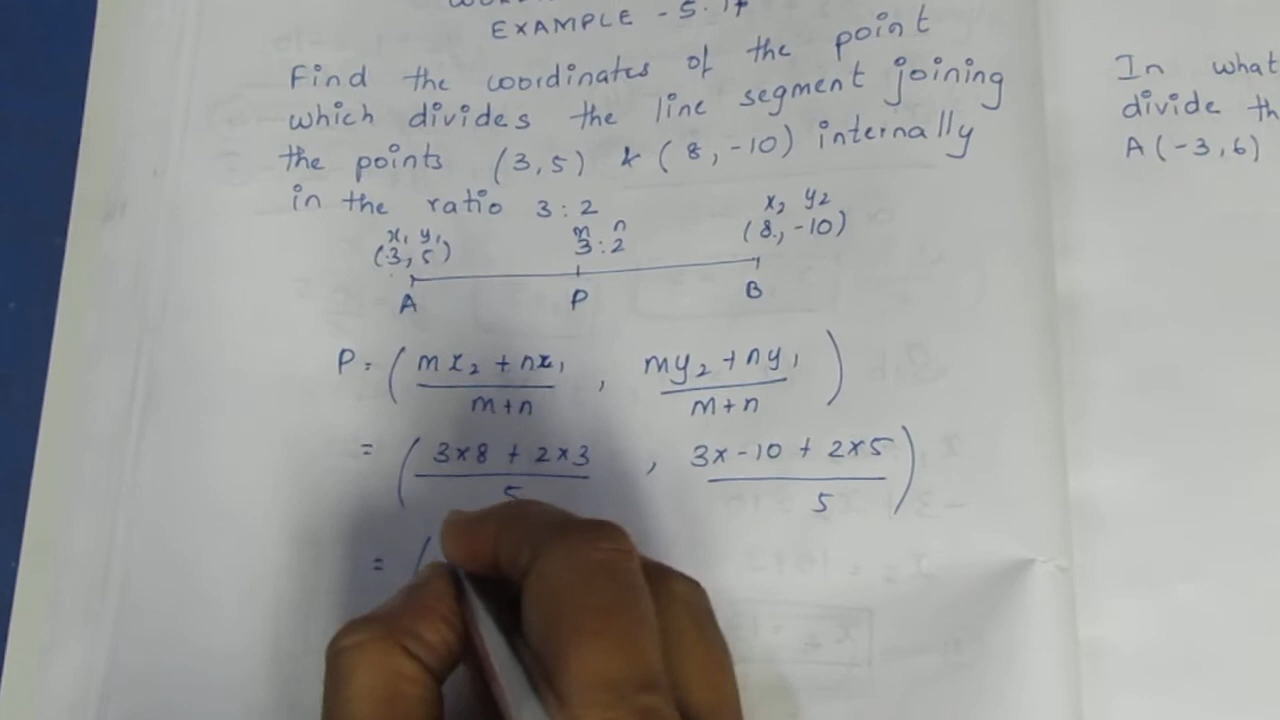 EXAMPLE - 5.17
Find the coordinates of the point
which divides the line segment joining
the points (3,5) & (8,-10) internally
in the ratio 3:2
x₁ y₁ m n x₂ y₂
(3,5) 3:2 (8,-10)
A P B
P = ( mx₂ + nx₁ / m+n , my₂ + ny₁ / m+n )
= ( 3×8 + 2×3 / 5 , 3×-10 + 2×5 / 5 )
= (
In what
divide th
A(-3,6)